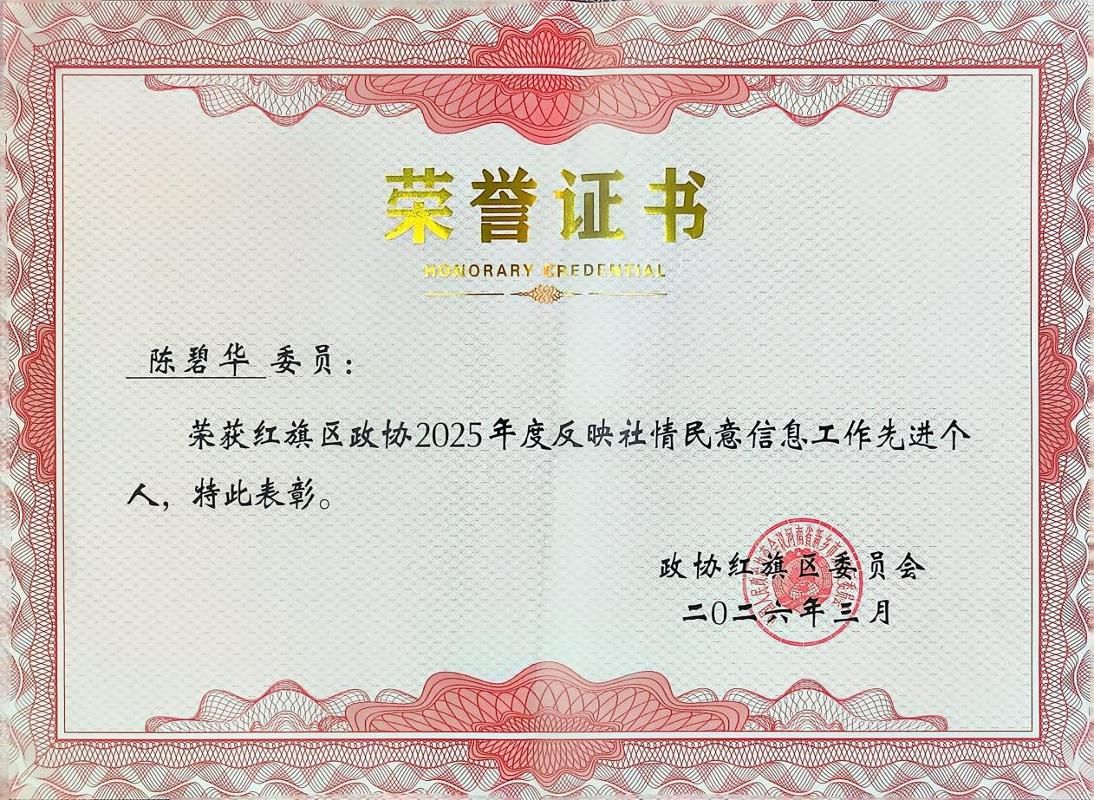 荣誉证书
HONORARY CREDENTIAL
陈碧华 委员：
荣获红旗区政协2025年度反映社情民意信息工作先进个
人，特此表彰。
政协红旗区委员会
二〇二六年三月